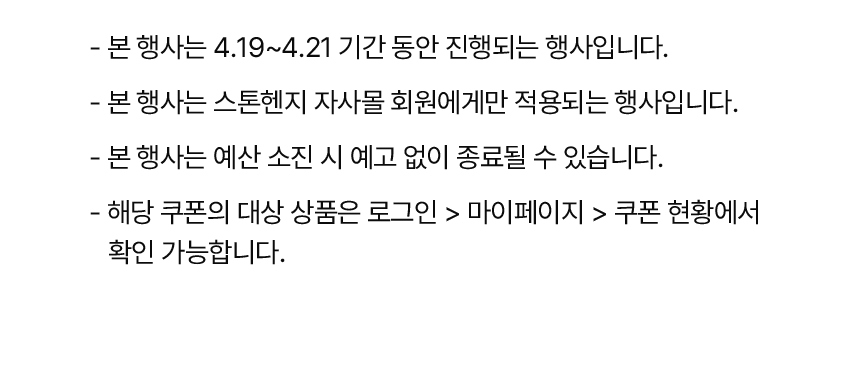 - 본 행사는 4.19~4.21 기간 동안 진행되는 행사입니다.
- 본 행사는 스톤헨지 자사몰 회원에게만 적용되는 행사입니다.
- 본 행사는 예산 소진 시 예고 없이 종료될 수 있습니다.
- 해당 쿠폰의 대상 상품은 로그인 > 마이페이지 > 쿠폰 현황에서
확인 가능합니다.